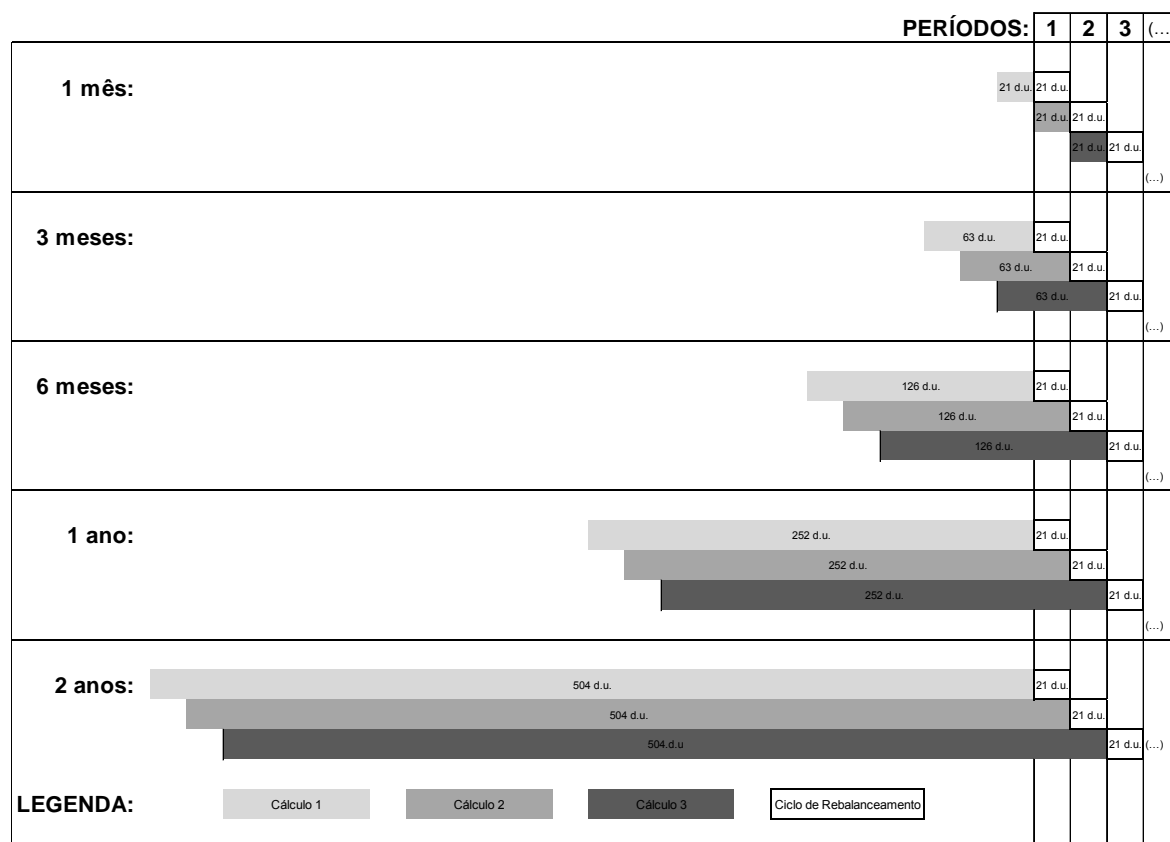 PERÍODOS: 1 2 3 (...
1 mês: 21 d.u. 21 d.u.
21 d.u. 21 d.u.
21 d.u. 21 d.u.
(...)
3 meses: 63 d.u. 21 d.u.
63 d.u. 21 d.u.
63 d.u. 21 d.u.
(...)
6 meses: 126 d.u. 21 d.u.
126 d.u. 21 d.u.
126 d.u. 21 d.u.
(...)
1 ano: 252 d.u. 21 d.u.
252 d.u. 21 d.u.
252 d.u. 21 d.u.
(...)
2 anos: 504 d.u. 21 d.u.
504 d.u. 21 d.u.
504.d.u 21 d.u. (...)
LEGENDA: Cálculo 1 Cálculo 2 Cálculo 3 Ciclo de Rebalanceamento